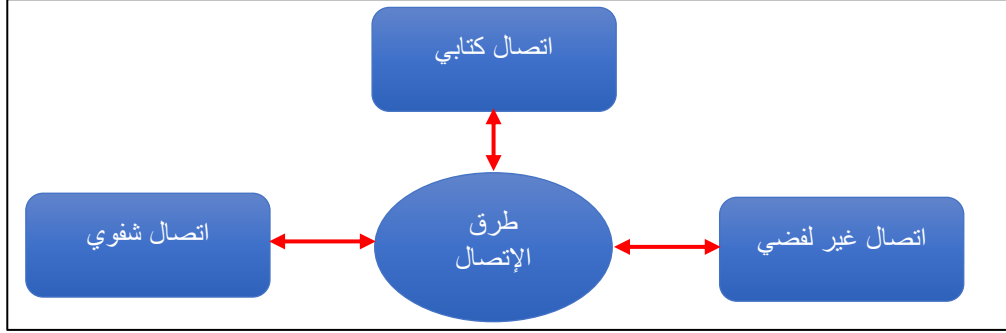 اتصال كتابي
اتصال غير لفضي
طرق
الإتصال
اتصال شفوي